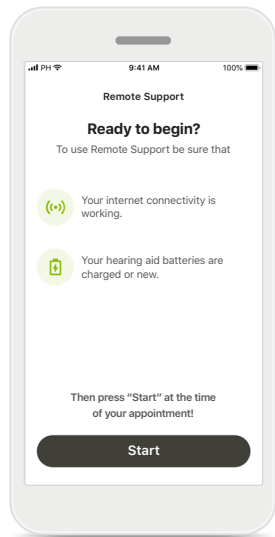 PH 9:41 AM 100%
Remote Support
Ready to begin?
To use Remote Support be sure that
Your internet connectivity is
working.
Your hearing aid batteries are
charged or new.
Then press “Start” at the time
of your appointment!
Start